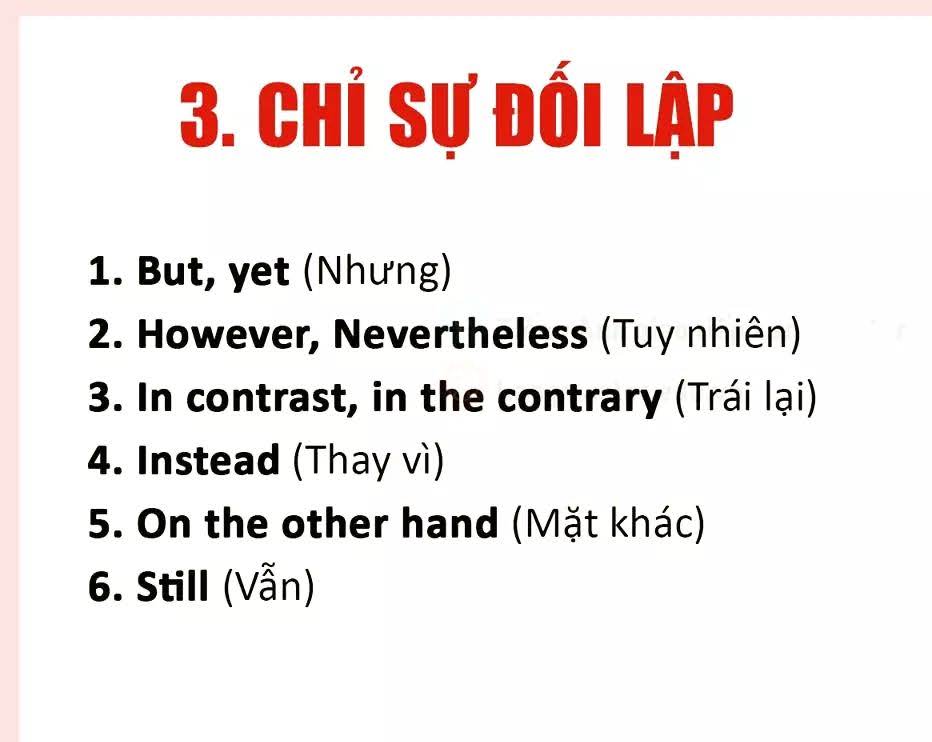 3. CHỈ SỰ ĐỐI LẬP
1. But, yet (Nhưng)
2. However, Nevertheless (Tuy nhiên)
3. In contrast, in the contrary (Trái lại)
4. Instead (Thay vì)
5. On the other hand (Mặt khác)
6. Still (Vẫn)